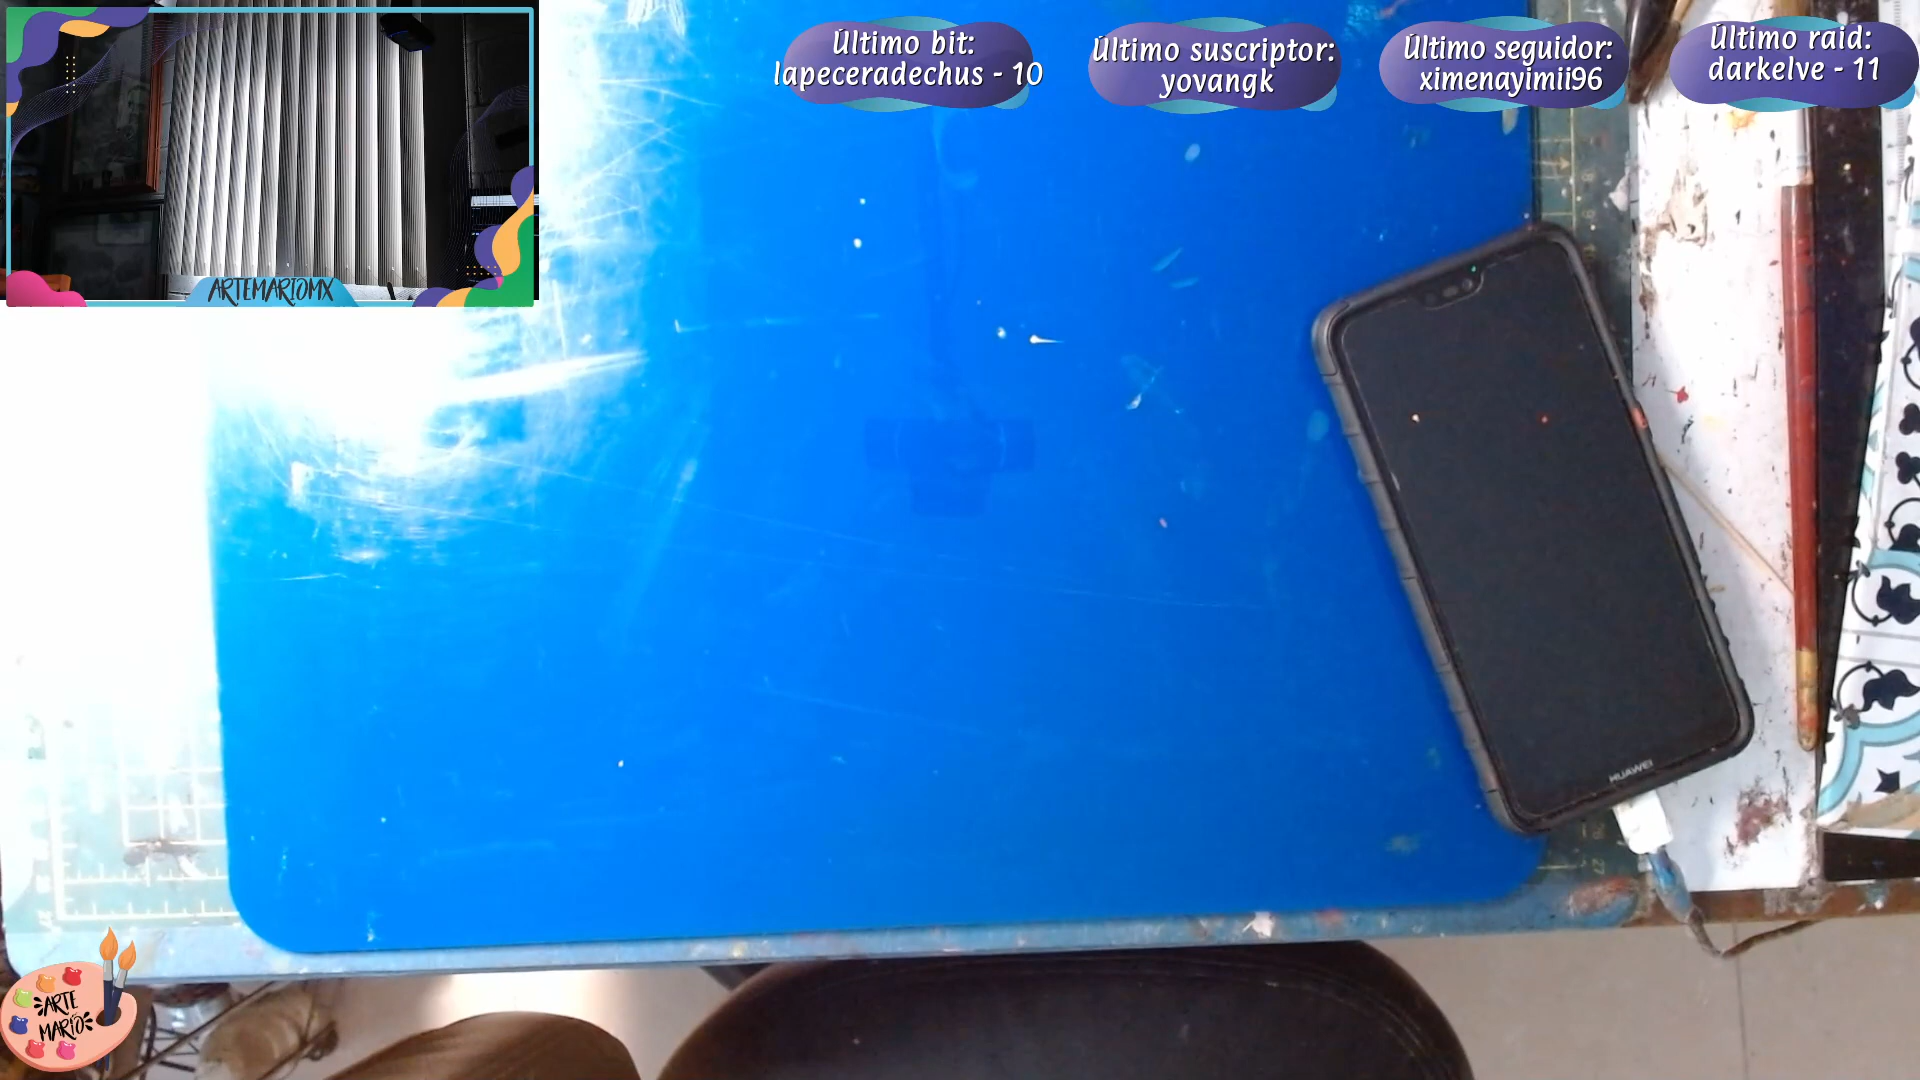 Último bit:
lapeceradechus - 10
Último suscriptor:
yovangk
Último seguidor:
ximenayimii96
Último raid:
darkelve - 11
ARTEMARIOMX
HUAWEI
ARTE
MARIO